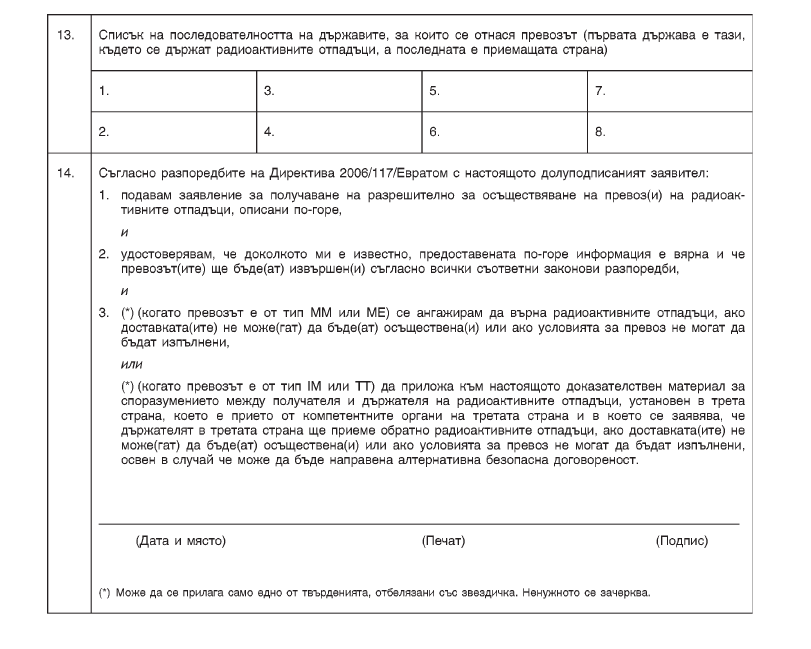 13. Списък на последователността на държавите, за които се отнася превозът (първата държава е тази,
където се държат радиоактивните отпадъци, а последната е приемащата страна)
1. 3. 5. 7.
2. 4. 6. 8.
14. Съгласно разпоредбите на Директива 2006/117/Евратом с настоящото долуподписаният заявител:
1. подавам заявление за получаване на разрешително за осъществяване на превоз(и) на радиоак-
тивните отпадъци, описани по-горе,
и
2. удостоверявам, че доколкото ми е известно, предоставената по-горе информация е вярна и че
превозът(ите) ще бъде(ат) извършен(и) съгласно всички съответни законови разпоредби,
и
3. (*) (когато превозът е от тип MM или ME) се ангажирам да върна радиоактивните отпадъци, ако
доставката(ите) не може(гат) да бъде(ат) осъществена(и) или ако условията за превоз не могат да
бъдат изпълнени,
или
(*) (когато превозът е от тип IM или TT) да приложа към настоящото доказателствен материал за
споразумението между получателя и държателя на радиоактивните отпадъци, установен в трета
страна, което е прието от компетентните органи на третата страна и в което се заявява, че
държателят в третата страна ще приеме обратно радиоактивните отпадъци, ако доставката(ите) не
може(гат) да бъде(ат) осъществена(и) или ако условията за превоз не могат да бъдат изпълнени,
освен в случай че може да бъде направена алтернативна безопасна договореност.
(Дата и място) (Печат) (Подпис)
(*) Може да се прилага само едно от твърденията, отбелязани със звездичка. Ненужното се зачерква.